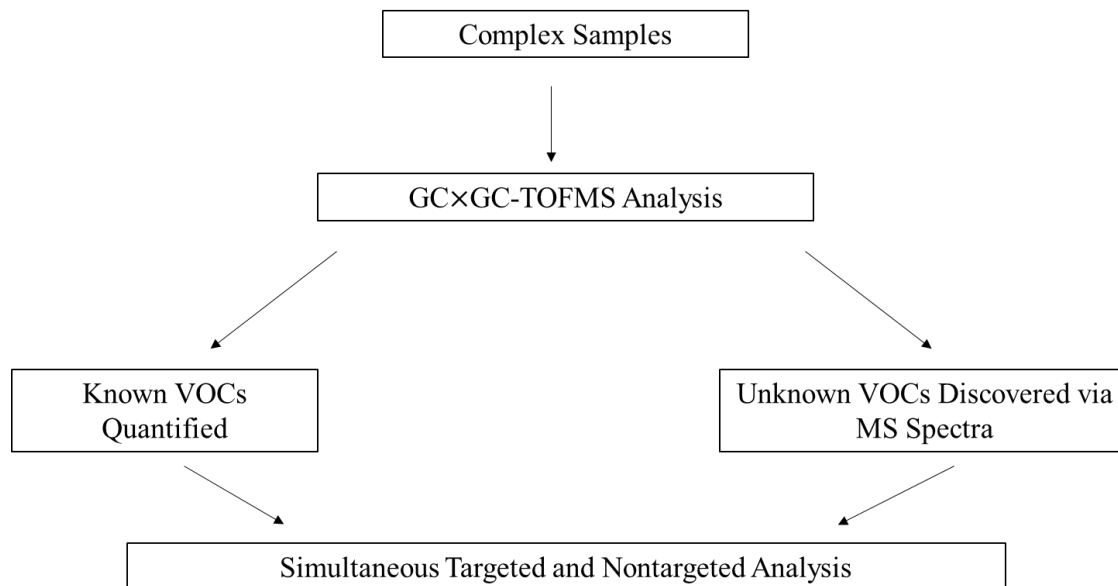 Complex Samples
GC×GC-TOFMS Analysis
Known VOCs
Quantified
Unknown VOCs Discovered via
MS Spectra
Simultaneous Targeted and Nontargeted Analysis